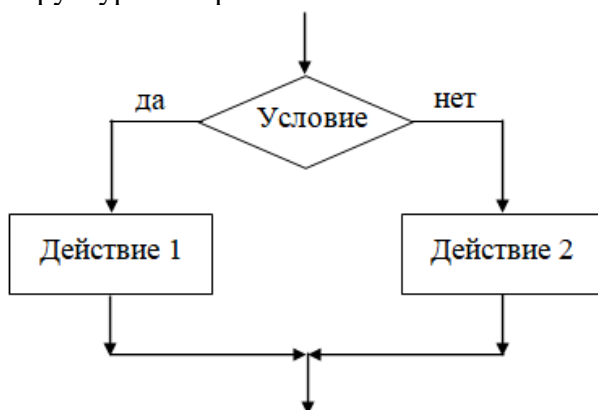 да
нет
Условие
Действие 1
Действие 2